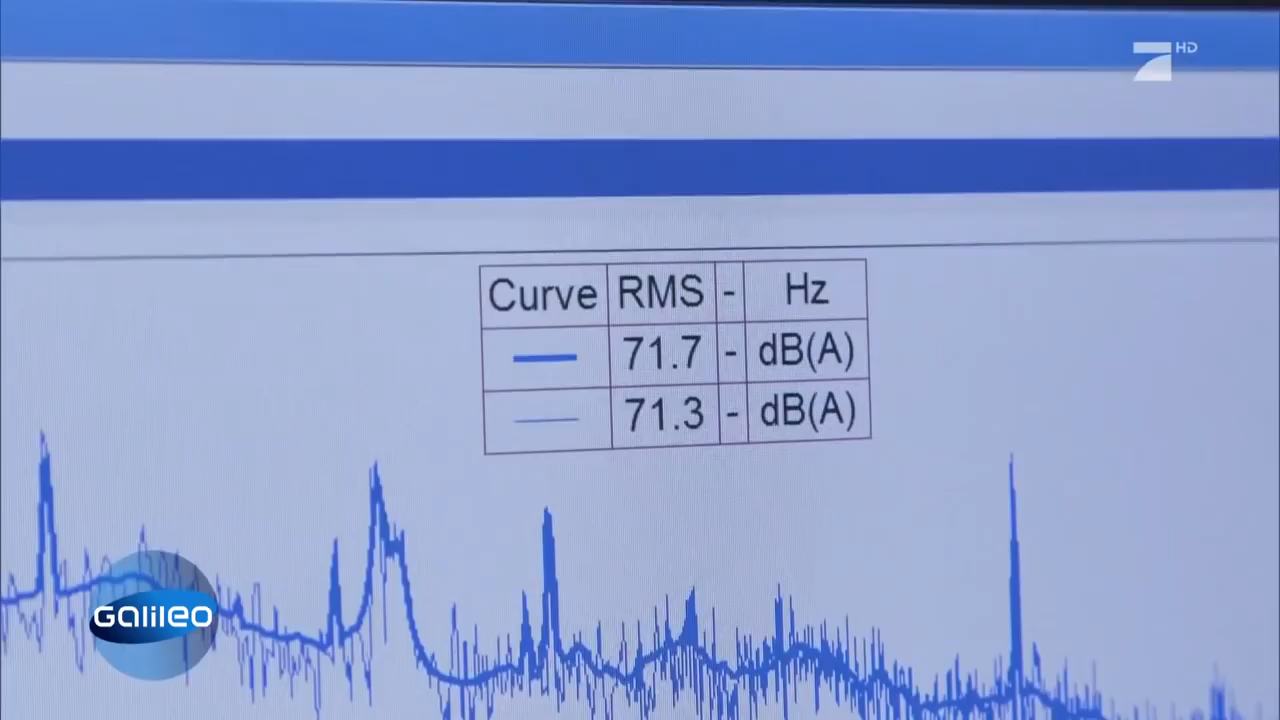 HD
Curve RMS - Hz
71.7 - dB(A)
71.3 - dB(A)
Galileo